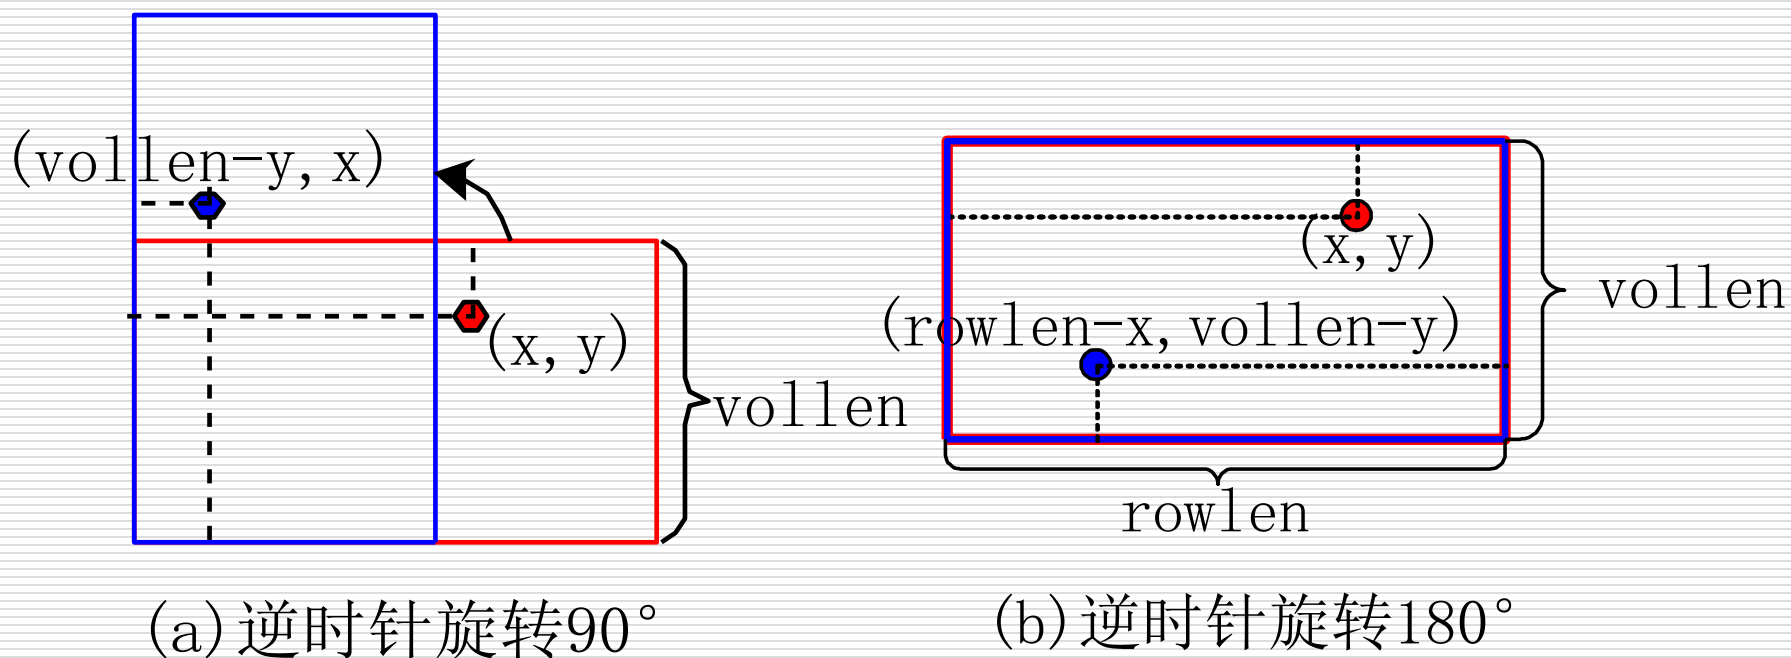 (vollen-y,x)
(x,y)
vollen
(a)逆时针旋转90°
(x,y)
(rowlen-x,vollen-y)
vollen
rowlen
(b)逆时针旋转180°